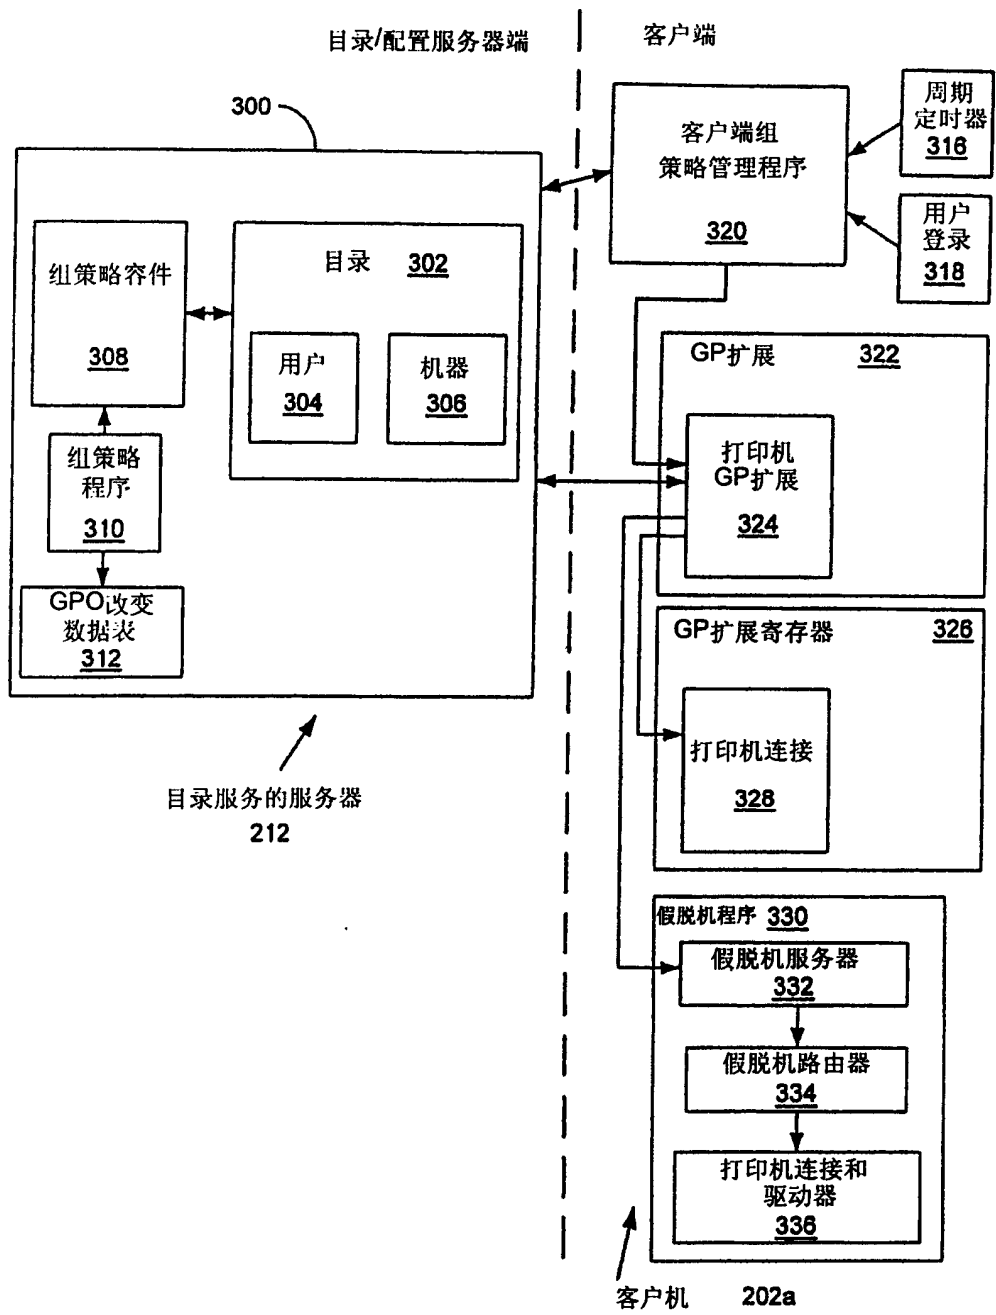 目录/配置服务器端
客户端
300
客户端组
策略管理程序
320
周期
定时器
316
用户
登录
318
组策略容件
308
目录 302
用户
304
机器
306
组策略
程序
310
GPO改变
数据表
312
目录服务的服务器
212
GP扩展 322
打印机
GP扩展
324
GP扩展寄存器 326
打印机连接
328
假脱机程序 330
假脱机服务器
332
假脱机路由器
334
打印机连接和
驱动器
336
客户机 202a